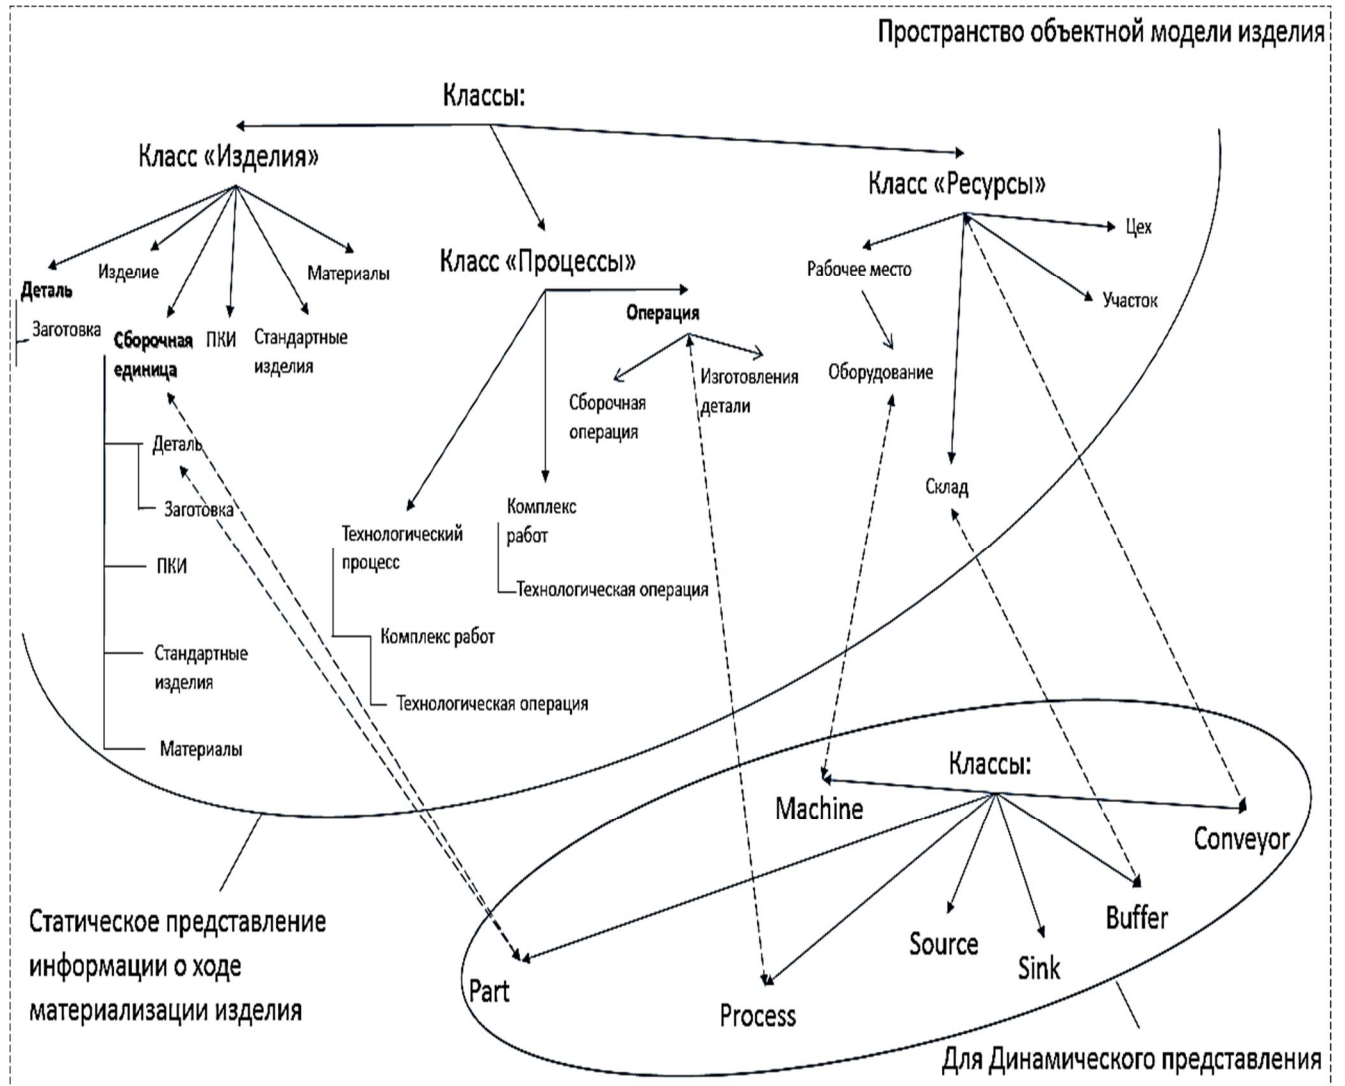 Пространство объектной модели изделия
Классы:
Класс «Изделия»
Класс «Ресурсы»
Цех
Класс «Процессы»
Рабочее место
Изделие
Материалы
Деталь
Участок
Операция
Заготовка
Сборочная
единица
ПКИ
Стандартные
изделия
Изготовления
детали
Оборудование
Сборочная
операция
Деталь
Склад
Заготовка
Комплекс
работ
Технологический
процесс
ПКИ
Технологическая операция
Комплекс работ
Стандартные
изделия
Технологическая операция
Материалы
Классы:
Machine
Conveyor
Buffer
Статическое представление
информации о ходе
материализации изделия
Source
Sink
Part
Process
Для Динамического представления